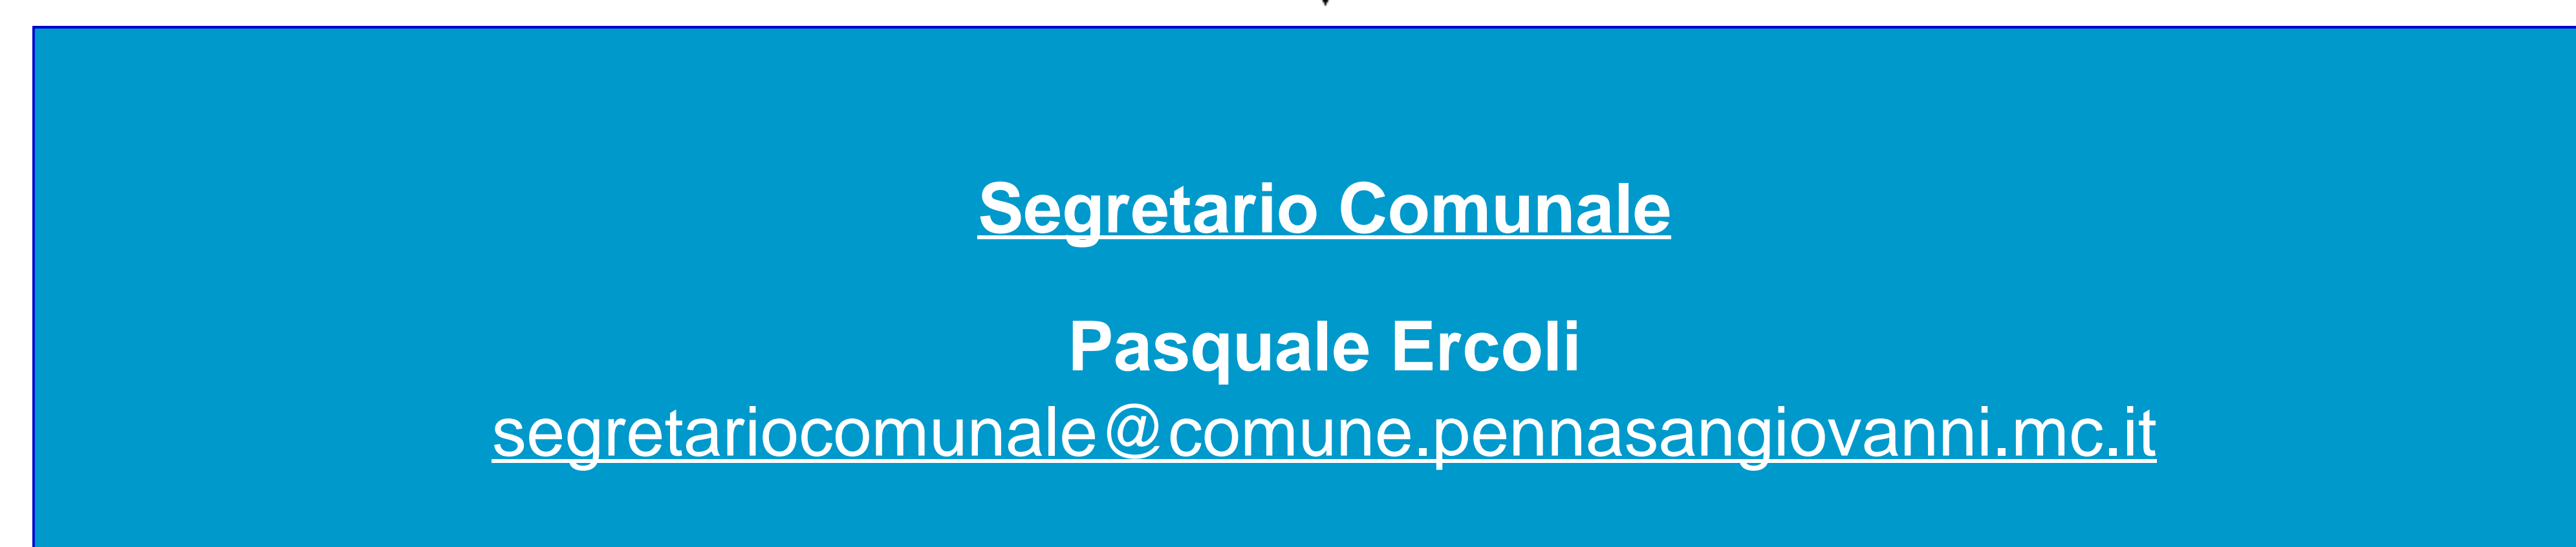 Segretario Comunale
Pasquale Ercoli
segretariocomunale@comune.pennasangiovanni.mc.it